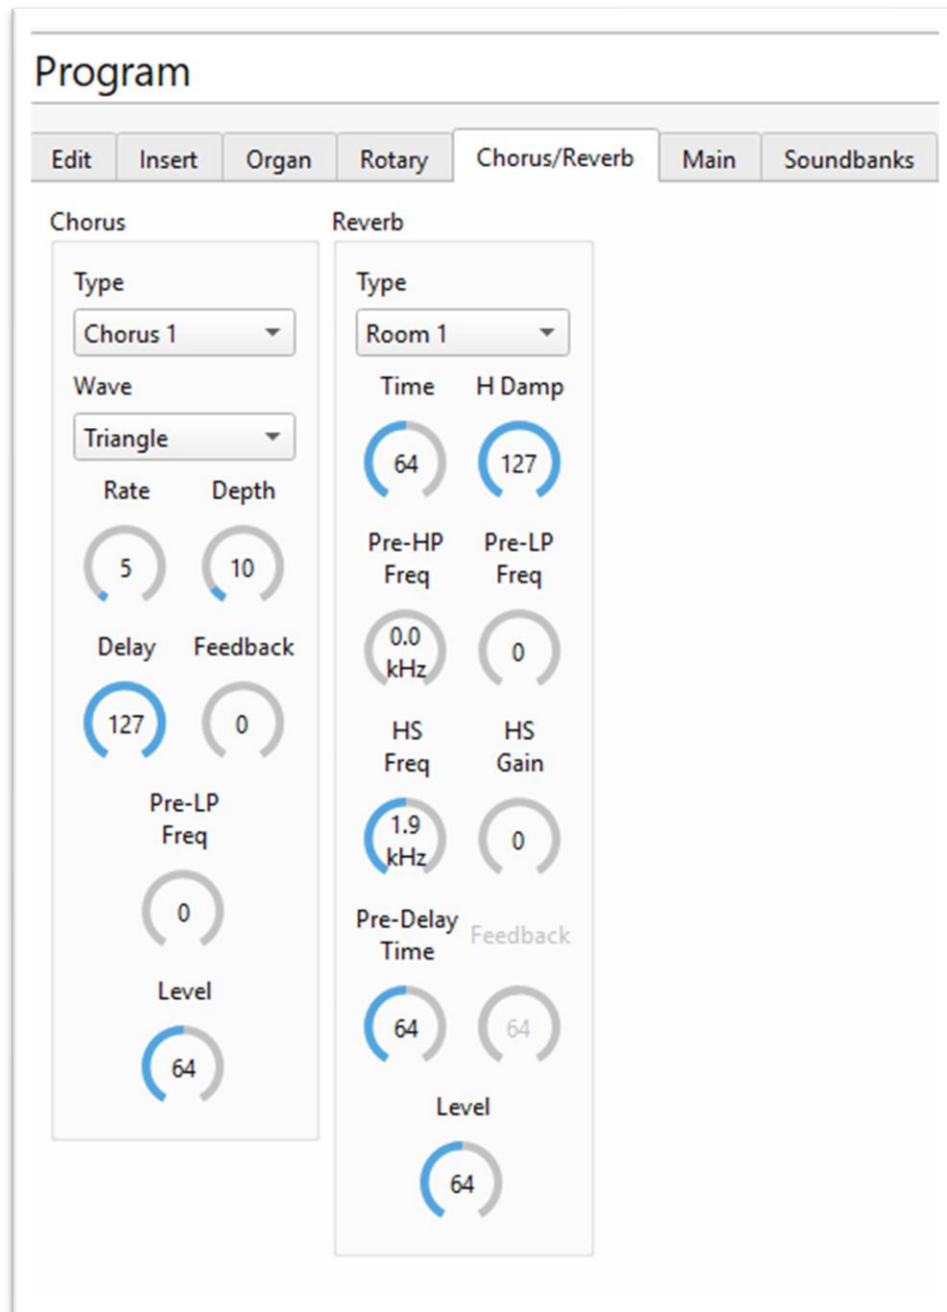 Program
Edit Insert Organ Rotary Chorus/Reverb Main Soundbanks
Chorus
Type
Chorus 1
Wave
Triangle
Rate Depth
5 10
Delay Feedback
127 0
Pre-LP
Freq
0
Level
64
Reverb
Type
Room 1
Time H Damp
64 127
Pre-HP Pre-LP
Freq Freq
0.0
kHz 0
HS HS
Freq Gain
1.9
kHz 0
Pre-Delay
Time Feedback
64 64
Level
64